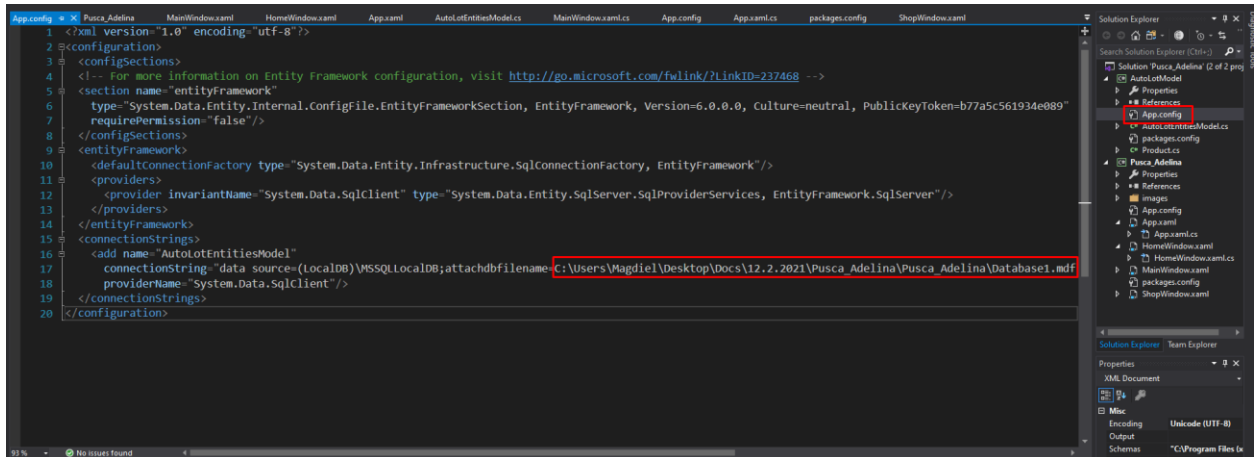 App.config
Pusca_Adelina
MainWindow.xaml
HomeWindow.xaml
App.xaml
AutoLotEntitiesModel.cs
MainWindow.xaml.cs
App.config
App.xaml.cs
packages.config
ShopWindow.xaml
1 <?xml version="1.0" encoding="utf-8"?>
2 <configuration>
3 <configSections>
4 <!-- For more information on Entity Framework configuration, visit http://go.microsoft.com/fwlink/?LinkID=237468 -->
5 <section name="entityFramework"
6 type="System.Data.Entity.Internal.ConfigFile.EntityFrameworkSection, EntityFramework, Version=6.0.0.0, Culture=neutral, PublicKeyToken=b77a5c561934e089"
7 requirePermission="false"/>
8 </configSections>
9 <entityFramework>
10 <defaultConnectionFactory type="System.Data.Entity.Infrastructure.SqlConnectionFactory, EntityFramework"/>
11 <providers>
12 <provider invariantName="System.Data.SqlClient" type="System.Data.Entity.SqlServer.SqlProviderServices, EntityFramework.SqlServer"/>
13 </providers>
14 </entityFramework>
15 <connectionStrings>
16 <add name="AutoLotEntitiesModel"
17 connectionString="data source=(LocalDB)\MSSQLLocalDB;attachdbfilename=C:\Users\Magdiel\Desktop\Docs\12.2.2021\Pusca_Adelina\Pusca_Adelina\Database1.mdf
18 providerName="System.Data.SqlClient"/>
19 </connectionStrings>
20 </configuration>
93 %
No issues found
Solution Explorer
Search Solution Explorer (Ctrl+;)
Solution 'Pusca_Adelina' (2 of 2 proj
AutoLotModel
Properties
References
App.config
C# AutoLotEntitiesModel.cs
packages.config
C# Product.cs
Pusca_Adelina
Properties
References
images
App.config
App.xaml
App.xaml.cs
HomeWindow.xaml
HomeWindow.xaml.cs
MainWindow.xaml
packages.config
ShopWindow.xaml
Solution Explorer
Team Explorer
Properties
XML Document
Misc
Encoding Unicode (UTF-8)
Output
Schemas "C:\Program Files (x